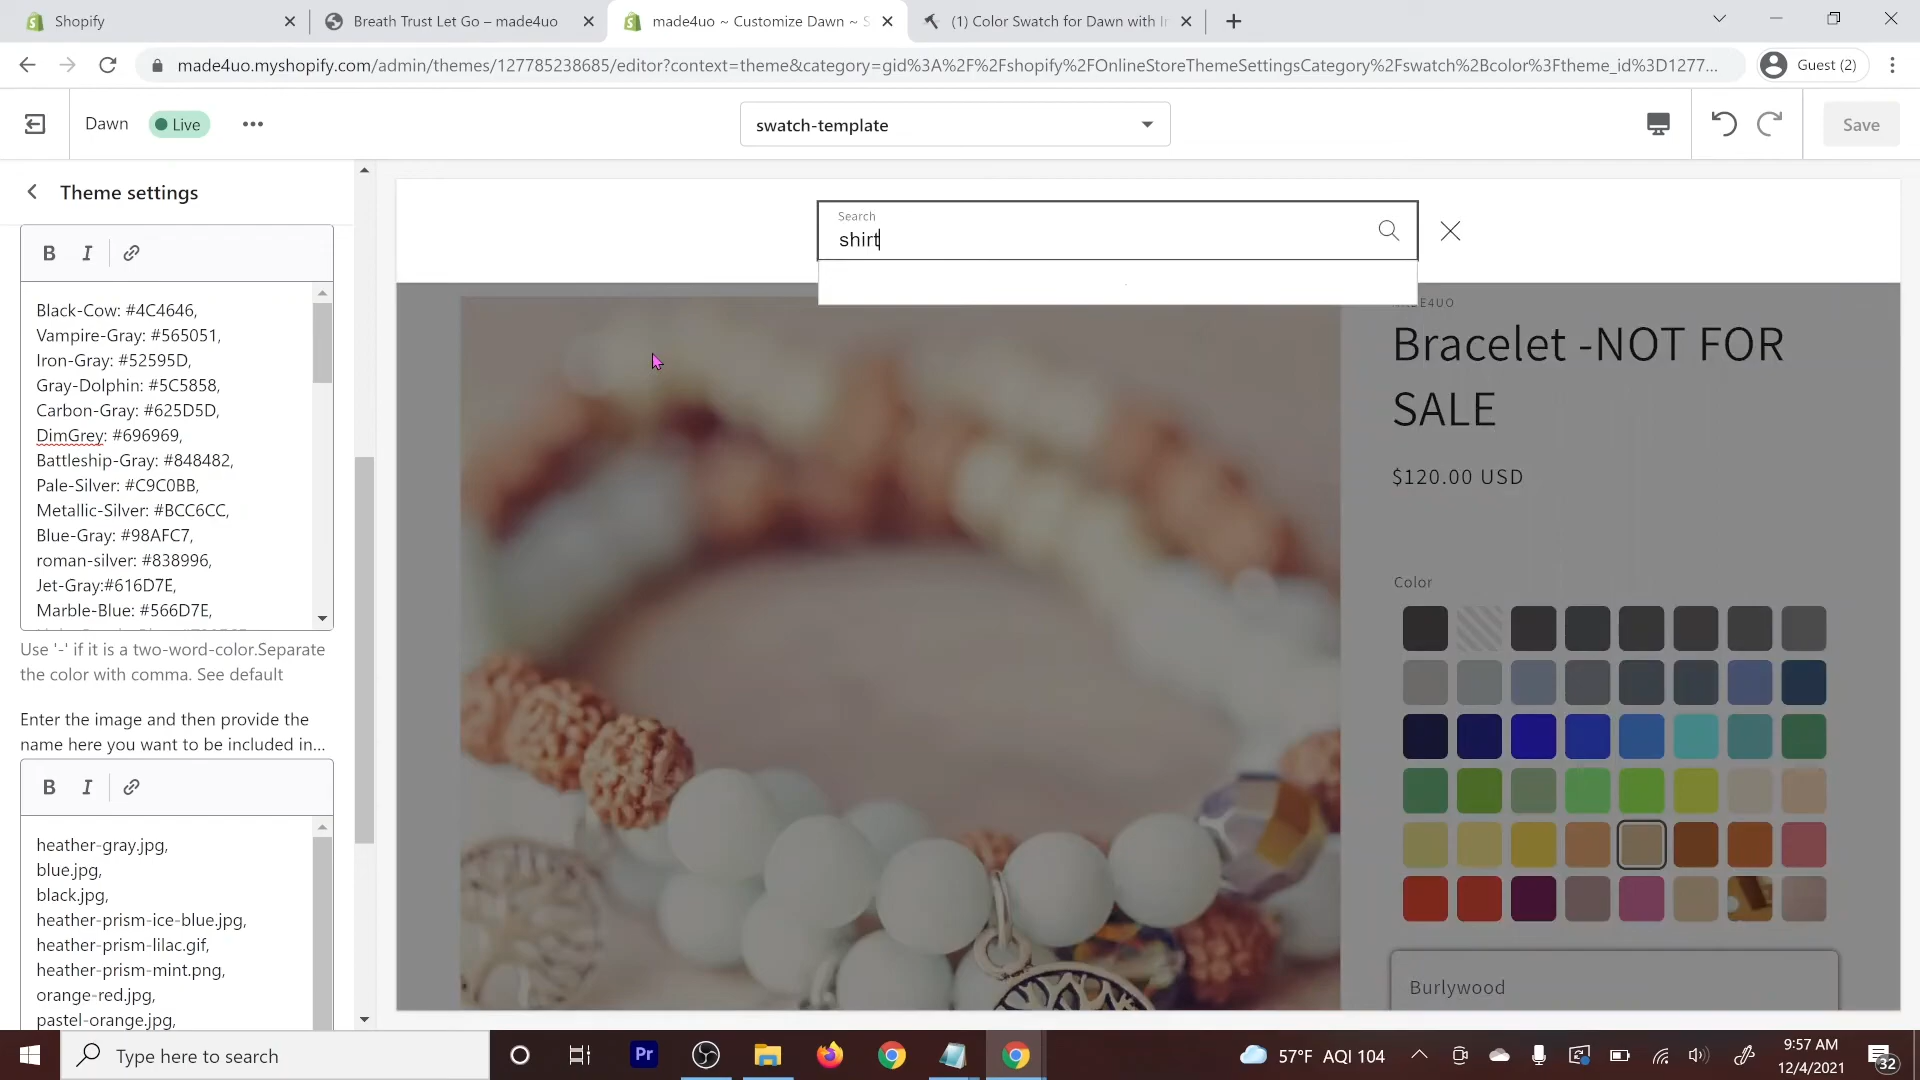 Shopify
Breath Trust Let Go – made4uo
made4uo ~ Customize Dawn ~ S
(1) Color Swatch for Dawn with In
made4uo.myshopify.com/admin/themes/127785238685/editor?context=theme&category=gid%3A%2F%2Fshopify%2FOnlineStoreThemeSettingsCategory%2Fswatch%2Bcolor%3Ftheme_id%3D1277...
Guest (2)
Dawn
Live
swatch-template
Save
Theme settings
Black-Cow: #4C4646,
Vampire-Gray: #565051,
Iron-Gray: #52595D,
Gray-Dolphin: #5C5858,
Carbon-Gray: #625D5D,
DimGrey: #696969,
Battleship-Gray: #848482,
Pale-Silver: #C9C0BB,
Metallic-Silver: #BCC6CC,
Blue-Gray: #98AFC7,
roman-silver: #838996,
Jet-Gray:#616D7E,
Marble-Blue: #566D7E,
Use '-' if it is a two-word-color.Separate
the color with comma. See default
Enter the image and then provide the
name here you want to be included in...
B I
heather-gray.jpg,
blue.jpg,
black.jpg,
heather-prism-ice-blue.jpg,
heather-prism-lilac.gif,
heather-prism-mint.png,
orange-red.jpg,
pastel-orange.jpg,
Search
shirt
Bracelet -NOT FOR
SALE
$120.00 USD
Color
Burlywood
Type here to search
Pr
57°F AQI 104
9:57 AM
12/4/2021
32